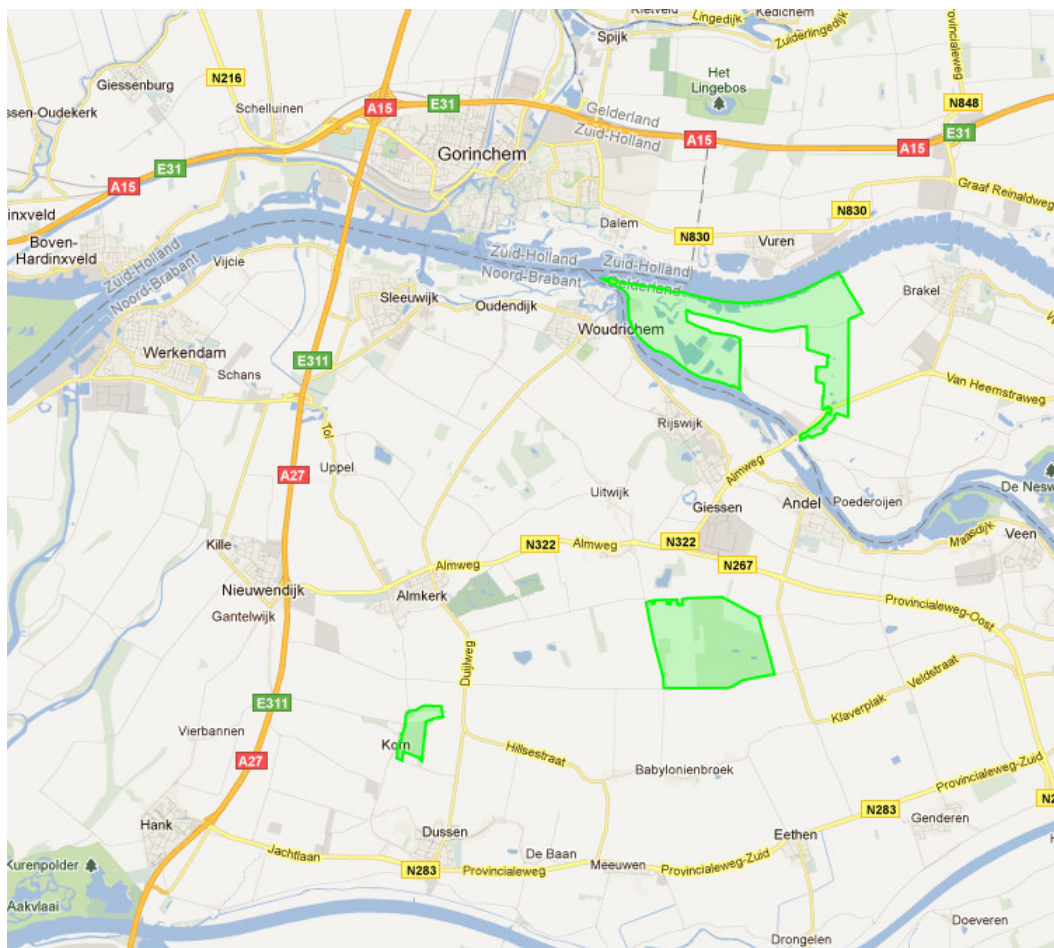 Rietveld
Kedichem
Lingedijk
Spijk
Zuiderlingedijk
Provincialeweg
Giessenburg
N216
Het
Lingebos
ssen-Oudekerk
Schelluinen
A15
E31
Gelderland
Zuid-Holland
N848
E31
A15
A15
Gorinchem
E31
A15
Graaf Reinaldweg
inxveld
Boven-
Hardinxveld
Zuid-Holland
Noord-Brabant
Vijcie
Dalem
N830
N830
Vuren
Zuid-Holland
Noord-Brabant
Zuid-Holland
Gelderland
Brakel
Sleeuwijk
Oudendijk
Woudrichem
Werkendam
Schans
E311
Van Heemstraweg
Tol
Rijswijk
Uppel
A27
Almweg
Uitwijk
Giessen
Andel
Poederoijen
De Nesw
Maasdijk
Veen
Kille
N322
Almweg
N322
Almweg
N267
Nieuwendijk
Almkerk
Gantelwijk
Provincialeweg-Oost
Duijlweg
Veldstraat
Klaverplak
E311
Vierbannen
Korn
Hillsestraat
A27
Babylonienbroek
Provincialeweg-Zuid
N283
Genderen
N2
Hank
Dussen
Eethen
Jachtlaan
N283
De Baan
Provincialeweg
Meeuwen
Provincialeweg-Zuid
Kurenpolder
Aakvlaai
Doeveren
Drongelen